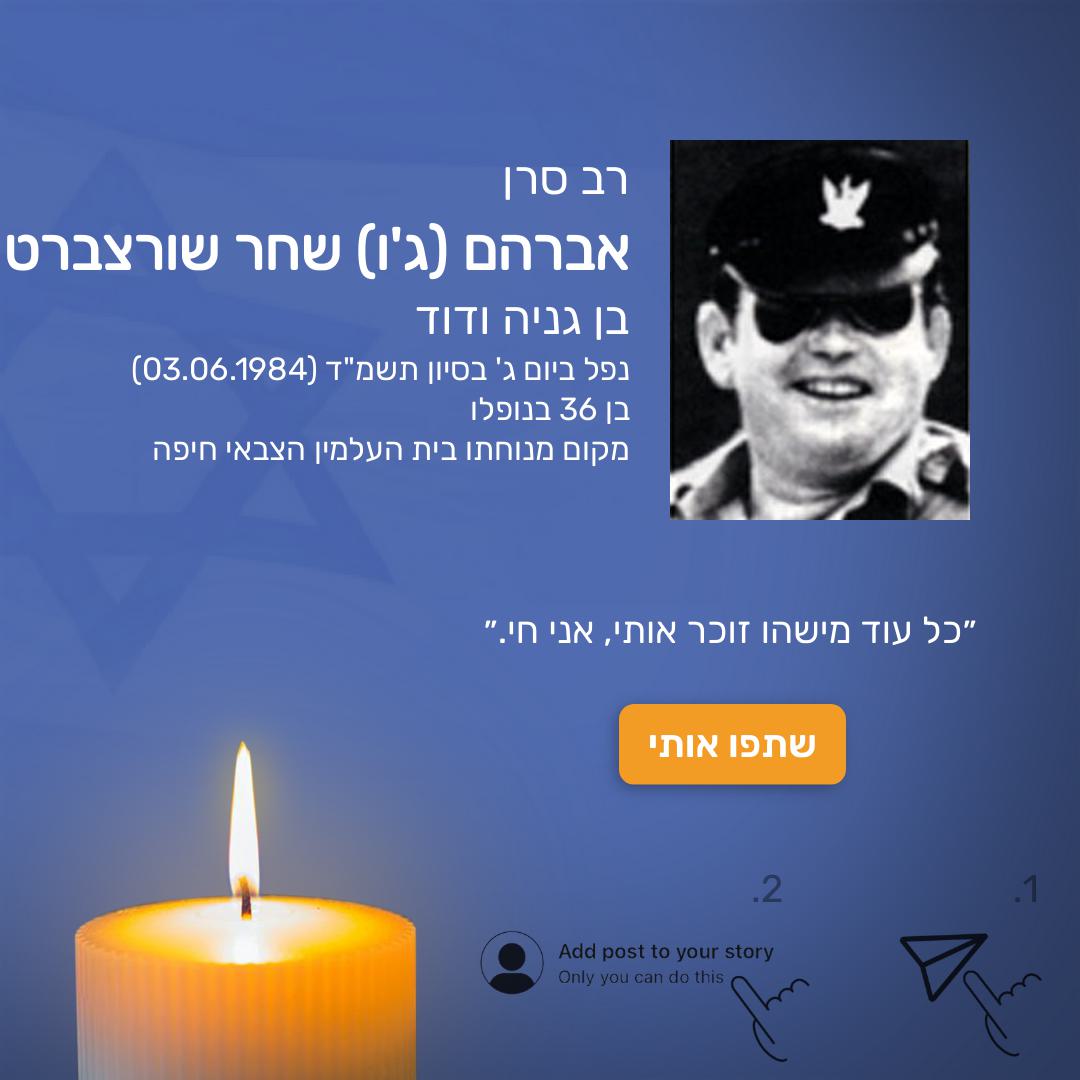 רב סרן
אברהם (ג'ו) שחר שורצברט
בן גניה ודוד
נפל ביום ג' בסיון תשמ"ד (03.06.1984)
בן 36 בנופלו
מקום מנוחתו בית העלמין הצבאי חיפה
״כל עוד מישהו זוכר אותי, אני חי.״
שתפו אותי
1.
2.
Add post to your story
Only you can do this